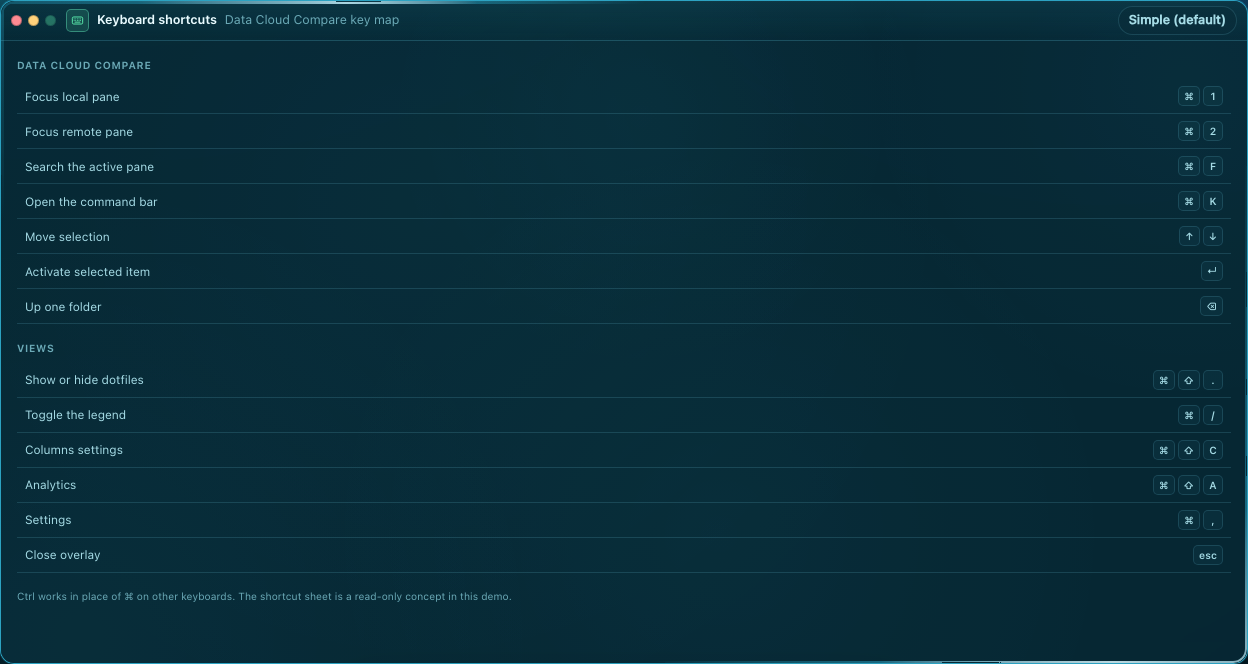 Keyboard shortcuts Data Cloud Compare key map Simple (default)
DATA CLOUD COMPARE
Focus local pane ⌘ 1
Focus remote pane ⌘ 2
Search the active pane ⌘ F
Open the command bar ⌘ K
Move selection ↑ ↓
Activate selected item ↵
Up one folder ⌫
VIEWS
Show or hide dotfiles ⌘ ⇧ .
Toggle the legend ⌘ /
Columns settings ⌘ ⇧ C
Analytics ⌘ ⇧ A
Settings ⌘ ,
Close overlay esc
Ctrl works in place of ⌘ on other keyboards. The shortcut sheet is a read-only concept in this demo.